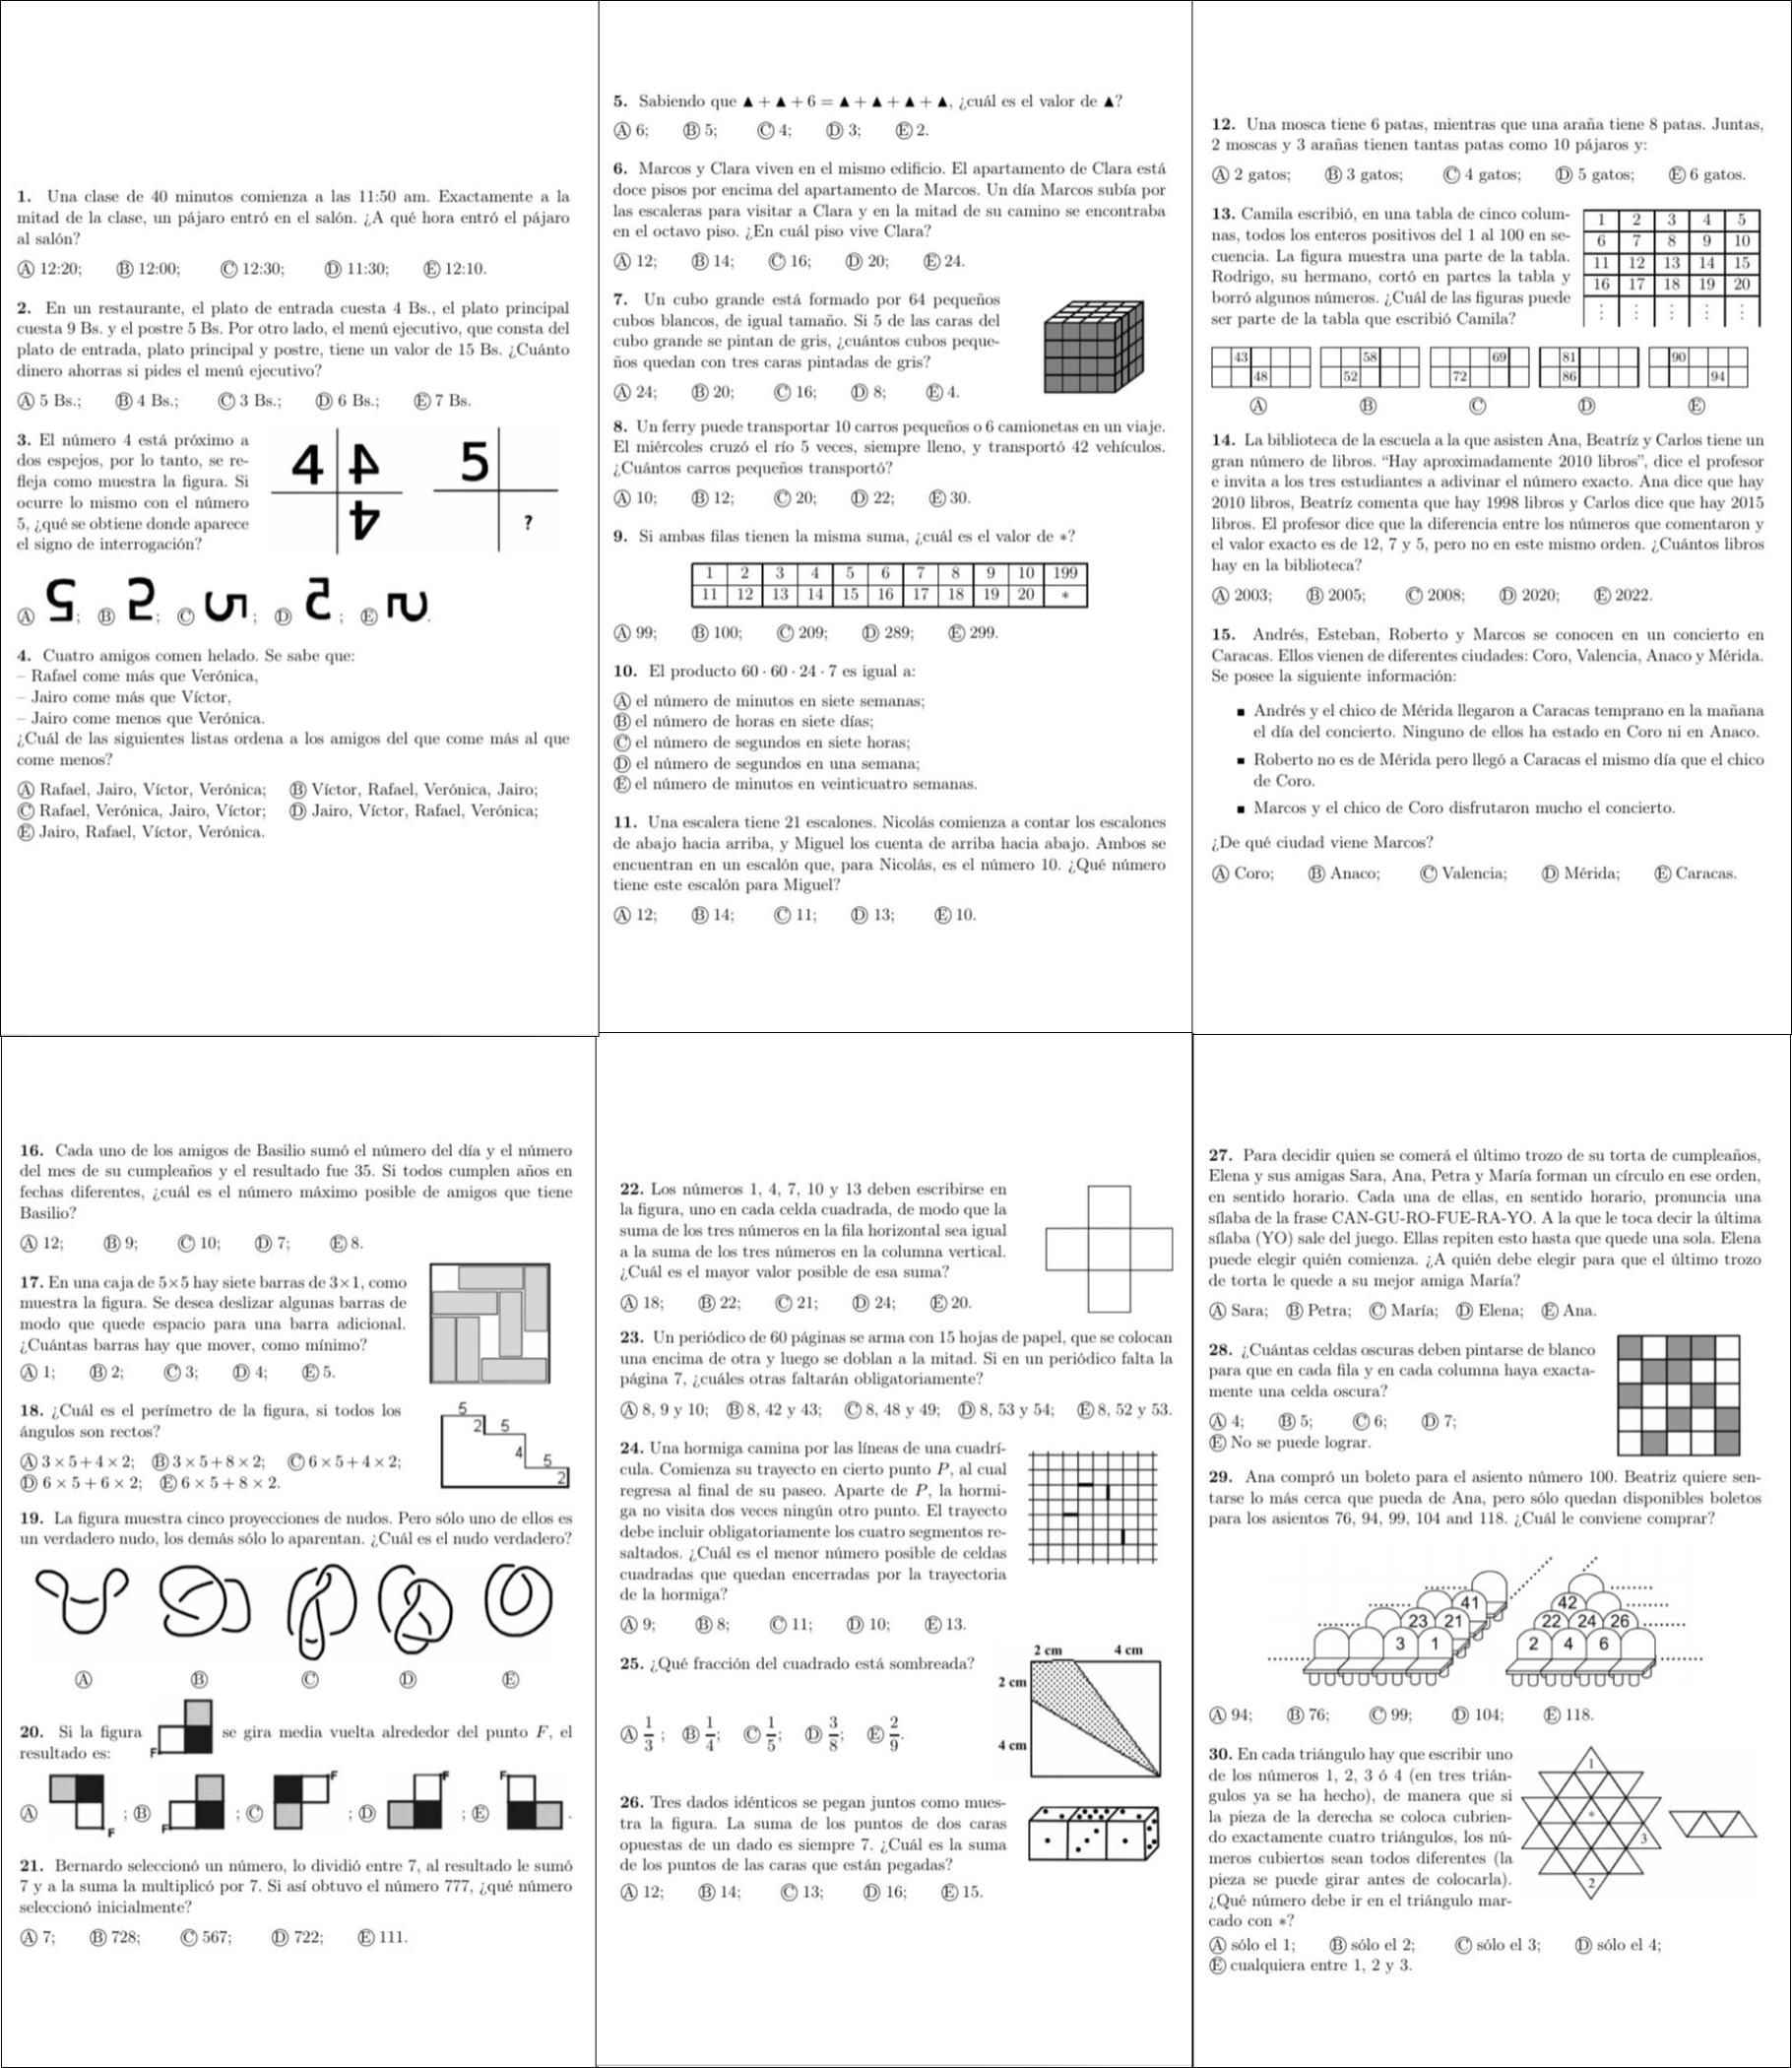 1. Una clase de 40 minutos comienza a las 11:50 am. Exactamente a la
mitad de la clase, un pájaro entró en el salón. ¿A qué hora entró el pájaro
al salón?
Ⓐ 12:20; Ⓑ 12:00; Ⓒ 12:30; Ⓓ 11:30; Ⓔ 12:10.
2. En un restaurante, el plato de entrada cuesta 4 Bs., el plato principal
cuesta 9 Bs. y el postre 5 Bs. Por otro lado, el menú ejecutivo, que consta del
plato de entrada, plato principal y postre, tiene un valor de 15 Bs. ¿Cuánto
dinero ahorras si pides el menú ejecutivo?
Ⓐ 5 Bs.; Ⓑ 4 Bs.; Ⓒ 3 Bs.; Ⓓ 6 Bs.; Ⓔ 7 Bs.
3. El número 4 está próximo a
dos espejos, por lo tanto, se re-
fleja como muestra la figura. Si
ocurre lo mismo con el número
5, ¿qué se obtiene donde aparece
el signo de interrogación?
4 4 5
4 ?
Ⓐ ; Ⓑ ; Ⓒ ; Ⓓ ; Ⓔ .
4. Cuatro amigos comen helado. Se sabe que:
– Rafael come más que Verónica,
– Jairo come más que Víctor,
– Jairo come menos que Verónica.
¿Cuál de las siguientes listas ordena a los amigos del que come más al que
come menos?
Ⓐ Rafael, Jairo, Víctor, Verónica; Ⓑ Víctor, Rafael, Verónica, Jairo;
Ⓒ Rafael, Verónica, Jairo, Víctor; Ⓓ Jairo, Víctor, Rafael, Verónica;
Ⓔ Jairo, Rafael, Víctor, Verónica.
5. Sabiendo que ▲ + ▲ + 6 = ▲ + ▲ + ▲ + ▲, ¿cuál es el valor de ▲?
Ⓐ 6; Ⓑ 5; Ⓒ 4; Ⓓ 3; Ⓔ 2.
6. Marcos y Clara viven en el mismo edificio. El apartamento de Clara está
doce pisos por encima del apartamento de Marcos. Un día Marcos subía por
las escaleras para visitar a Clara y en la mitad de su camino se encontraba
en el octavo piso. ¿En cuál piso vive Clara?
Ⓐ 12; Ⓑ 14; Ⓒ 16; Ⓓ 20; Ⓔ 24.
7. Un cubo grande está formado por 64 pequeños
cubos blancos, de igual tamaño. Si 5 de las caras del
cubo grande se pintan de gris, ¿cuántos cubos peque-
ños quedan con tres caras pintadas de gris?
Ⓐ 24; Ⓑ 20; Ⓒ 16; Ⓓ 8; Ⓔ 4.
8. Un ferry puede transportar 10 carros pequeños o 6 camionetas en un viaje.
El miércoles cruzó el río 5 veces, siempre lleno, y transportó 42 vehículos.
¿Cuántos carros pequeños transportó?
Ⓐ 10; Ⓑ 12; Ⓒ 20; Ⓓ 22; Ⓔ 30.
9. Si ambas filas tienen la misma suma, ¿cuál es el valor de *?
1 2 3 4 5 6 7 8 9 10 199
11 12 13 14 15 16 17 18 19 20 *
Ⓐ 99; Ⓑ 100; Ⓒ 209; Ⓓ 289; Ⓔ 299.
10. El producto 60 · 60 · 24 · 7 es igual a:
Ⓐ el número de minutos en siete semanas;
Ⓑ el número de horas en siete días;
Ⓒ el número de segundos en siete horas;
Ⓓ el número de segundos en una semana;
Ⓔ el número de minutos en veinticuatro semanas.
11. Una escalera tiene 21 escalones. Nicolás comienza a contar los escalones
de abajo hacia arriba, y Miguel los cuenta de arriba hacia abajo. Ambos se
encuentran en un escalón que, para Nicolás, es el número 10. ¿Qué número
tiene este escalón para Miguel?
Ⓐ 12; Ⓑ 14; Ⓒ 11; Ⓓ 13; Ⓔ 10.
12. Una mosca tiene 6 patas, mientras que una araña tiene 8 patas. Juntas,
2 moscas y 3 arañas tienen tantas patas como 10 pájaros y:
Ⓐ 2 gatos; Ⓑ 3 gatos; Ⓒ 4 gatos; Ⓓ 5 gatos; Ⓔ 6 gatos.
13. Camila escribió, en una tabla de cinco colum-
nas, todos los enteros positivos del 1 al 100 en se-
cuencia. La figura muestra una parte de la tabla.
Rodrigo, su hermano, cortó en partes la tabla y
borró algunos números. ¿Cuál de las figuras puede
ser parte de la tabla que escribió Camila?
1 2 3 4 5
6 7 8 9 10
11 12 13 14 15
16 17 18 19 20
43 58 69 81 90
48 52 72 86 94
Ⓐ Ⓑ Ⓒ Ⓓ Ⓔ
14. La biblioteca de la escuela a la que asisten Ana, Beatríz y Carlos tiene un
gran número de libros. “Hay aproximadamente 2010 libros”, dice el profesor
e invita a los tres estudiantes a adivinar el número exacto. Ana dice que hay
2010 libros, Beatríz comenta que hay 1998 libros y Carlos dice que hay 2015
libros. El profesor dice que la diferencia entre los números que comentaron y
el valor exacto es de 12, 7 y 5, pero no en este mismo orden. ¿Cuántos libros
hay en la biblioteca?
Ⓐ 2003; Ⓑ 2005; Ⓒ 2008; Ⓓ 2020; Ⓔ 2022.
15. Andrés, Esteban, Roberto y Marcos se conocen en un concierto en
Caracas. Ellos vienen de diferentes ciudades: Coro, Valencia, Anaco y Mérida.
Se posee la siguiente información:
■ Andrés y el chico de Mérida llegaron a Caracas temprano en la mañana
el día del concierto. Ninguno de ellos ha estado en Coro ni en Anaco.
■ Roberto no es de Mérida pero llegó a Caracas el mismo día que el chico
de Coro.
■ Marcos y el chico de Coro disfrutaron mucho el concierto.
¿De qué ciudad viene Marcos?
Ⓐ Coro; Ⓑ Anaco; Ⓒ Valencia; Ⓓ Mérida; Ⓔ Caracas.
16. Cada uno de los amigos de Basilio sumó el número del día y el número
del mes de su cumpleaños y el resultado fue 35. Si todos cumplen años en
fechas diferentes, ¿cuál es el número máximo posible de amigos que tiene
Basilio?
Ⓐ 12; Ⓑ 9; Ⓒ 10; Ⓓ 7; Ⓔ 8.
17. En una caja de 5×5 hay siete barras de 3×1, como
muestra la figura. Se desea deslizar algunas barras de
modo que quede espacio para una barra adicional.
¿Cuántas barras hay que mover, como mínimo?
Ⓐ 1; Ⓑ 2; Ⓒ 3; Ⓓ 4; Ⓔ 5.
18. ¿Cuál es el perímetro de la figura, si todos los
ángulos son rectos?
Ⓐ 3 × 5 + 4 × 2; Ⓑ 3 × 5 + 8 × 2; Ⓒ 6 × 5 + 4 × 2;
Ⓓ 6 × 5 + 6 × 2; Ⓔ 6 × 5 + 8 × 2.
5
2 5
4
5
2
19. La figura muestra cinco proyecciones de nudos. Pero sólo uno de ellos es
un verdadero nudo, los demás sólo lo aparentan. ¿Cuál es el nudo verdadero?
Ⓐ Ⓑ Ⓒ Ⓓ Ⓔ
20. Si la figura F se gira media vuelta alrededor del punto F, el
resultado es:
Ⓐ F ; Ⓑ F ; Ⓒ F ; Ⓓ F ; Ⓔ F .
21. Bernardo seleccionó un número, lo dividió entre 7, al resultado le sumó
7 y a la suma la multiplicó por 7. Si así obtuvo el número 777, ¿qué número
seleccionó inicialmente?
Ⓐ 7; Ⓑ 728; Ⓒ 567; Ⓓ 722; Ⓔ 111.
22. Los números 1, 4, 7, 10 y 13 deben escribirse en
la figura, uno en cada celda cuadrada, de modo que la
suma de los tres números en la fila horizontal sea igual
a la suma de los tres números en la columna vertical.
¿Cuál es el mayor valor posible de esa suma?
Ⓐ 18; Ⓑ 22; Ⓒ 21; Ⓓ 24; Ⓔ 20.
23. Un periódico de 60 páginas se arma con 15 hojas de papel, que se colocan
una encima de otra y luego se doblan a la mitad. Si en un periódico falta la
página 7, ¿cuáles otras faltarán obligatoriamente?
Ⓐ 8, 9 y 10; Ⓑ 8, 42 y 43; Ⓒ 8, 48 y 49; Ⓓ 8, 53 y 54; Ⓔ 8, 52 y 53.
24. Una hormiga camina por las líneas de una cuadrí-
cula. Comienza su trayecto en cierto punto P, al cual
regresa al final de su paseo. Aparte de P, la hormi-
ga no visita dos veces ningún otro punto. El trayecto
debe incluir obligatoriamente los cuatro segmentos re-
saltados. ¿Cuál es el menor número posible de celdas
cuadradas que quedan encerradas por la trayectoria
de la hormiga?
Ⓐ 9; Ⓑ 8; Ⓒ 11; Ⓓ 10; Ⓔ 13.
25. ¿Qué fracción del cuadrado está sombreada?
Ⓐ 1/3; Ⓑ 1/4; Ⓒ 1/5; Ⓓ 3/8; Ⓔ 2/9.
2 cm 4 cm
2 cm
4 cm
26. Tres dados idénticos se pegan juntos como mues-
tra la figura. La suma de los puntos de dos caras
opuestas de un dado es siempre 7. ¿Cuál es la suma
de los puntos de las caras que están pegadas?
Ⓐ 12; Ⓑ 14; Ⓒ 13; Ⓓ 16; Ⓔ 15.
27. Para decidir quien se comerá el último trozo de su torta de cumpleaños,
Elena y sus amigas Sara, Ana, Petra y María forman un círculo en ese orden,
en sentido horario. Cada una de ellas, en sentido horario, pronuncia una
sílaba de la frase CAN-GU-RO-FUE-RA-YO. A la que le toca decir la última
sílaba (YO) sale del juego. Ellas repiten esto hasta que quede una sola. Elena
puede elegir quién comienza. ¿A quién debe elegir para que el último trozo
de torta le quede a su mejor amiga María?
Ⓐ Sara; Ⓑ Petra; Ⓒ María; Ⓓ Elena; Ⓔ Ana.
28. ¿Cuántas celdas oscuras deben pintarse de blanco
para que en cada fila y en cada columna haya exacta-
mente una celda oscura?
Ⓐ 4; Ⓑ 5; Ⓒ 6; Ⓓ 7;
Ⓔ No se puede lograr.
29. Ana compró un boleto para el asiento número 100. Beatriz quiere sen-
tarse lo más cerca que pueda de Ana, pero sólo quedan disponibles boletos
para los asientos 76, 94, 99, 104 and 118. ¿Cuál le conviene comprar?
41 42
23 21 22 24 26
3 1 2 4 6
Ⓐ 94; Ⓑ 76; Ⓒ 99; Ⓓ 104; Ⓔ 118.
30. En cada triángulo hay que escribir uno
de los números 1, 2, 3 ó 4 (en tres trián-
gulos ya se ha hecho), de manera que si
la pieza de la derecha se coloca cubrien-
do exactamente cuatro triángulos, los nú-
meros cubiertos sean todos diferentes (la
pieza se puede girar antes de colocarla).
¿Qué número debe ir en el triángulo mar-
cado con *?
1
*
3
2
Ⓐ sólo el 1; Ⓑ sólo el 2; Ⓒ sólo el 3; Ⓓ sólo el 4;
Ⓔ cualquiera entre 1, 2 y 3.